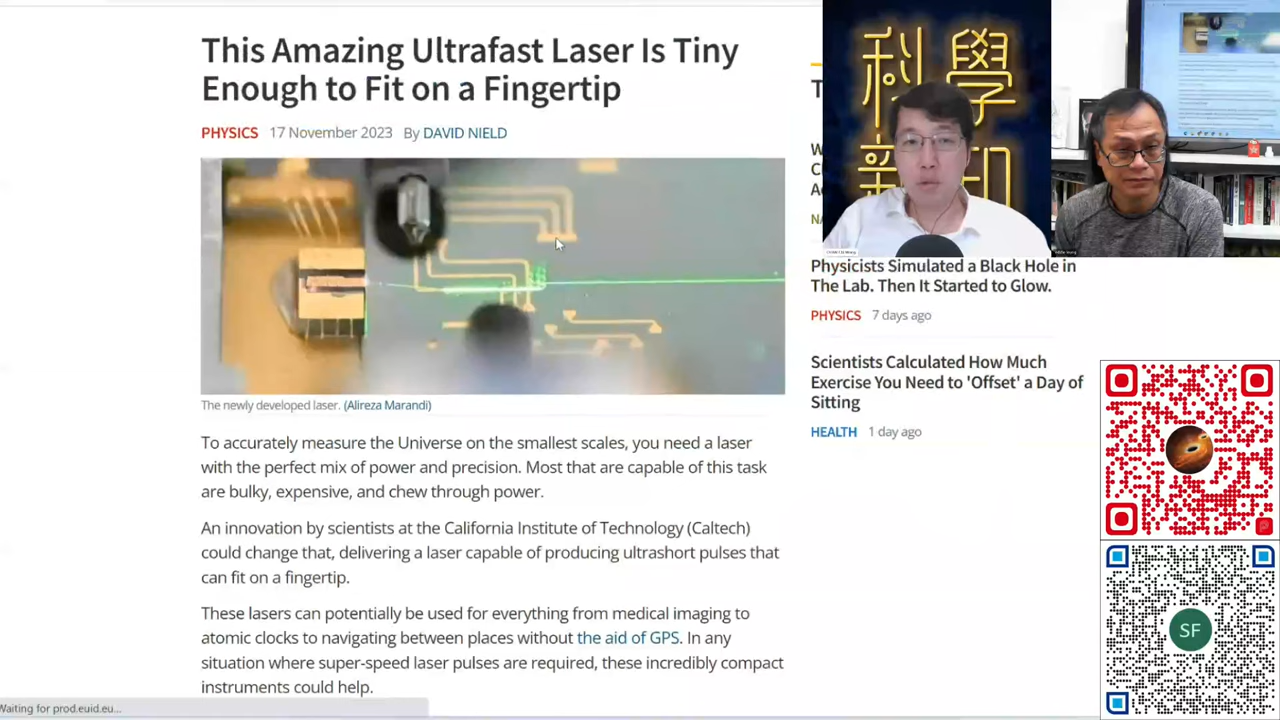 This Amazing Ultrafast Laser Is Tiny
Enough to Fit on a Fingertip
PHYSICS 17 November 2023 By DAVID NIELD
The newly developed laser. (Alireza Marandi)
To accurately measure the Universe on the smallest scales, you need a laser
with the perfect mix of power and precision. Most that are capable of this task
are bulky, expensive, and chew through power.
An innovation by scientists at the California Institute of Technology (Caltech)
could change that, delivering a laser capable of producing ultrashort pulses that
can fit on a fingertip.
These lasers can potentially be used for everything from medical imaging to
atomic clocks to navigating between places without the aid of GPS. In any
situation where super-speed laser pulses are required, these incredibly compact
instruments could help.
Waiting for prod.euid.eu...
科學
新知
Physicists Simulated a Black Hole in
The Lab. Then It Started to Glow.
PHYSICS 7 days ago
Scientists Calculated How Much
Exercise You Need to 'Offset' a Day of
Sitting
HEALTH 1 day ago
SF